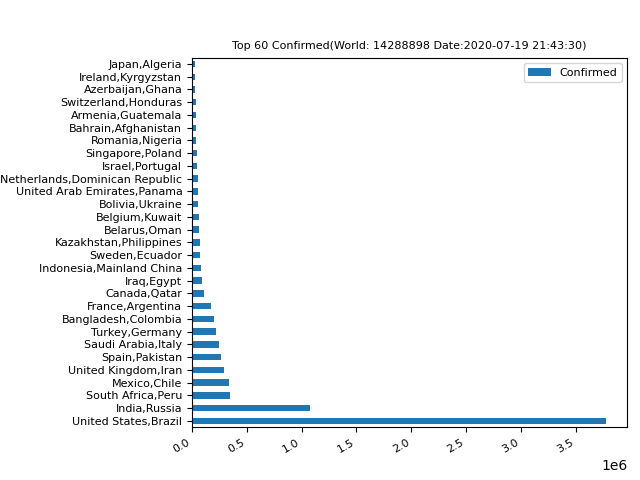 Top 60 Confirmed(World: 14288898 Date:2020-07-19 21:43:30)
Confirmed
Japan,Algeria
Ireland,Kyrgyzstan
Azerbaijan,Ghana
Switzerland,Honduras
Armenia,Guatemala
Bahrain,Afghanistan
Romania,Nigeria
Singapore,Poland
Israel,Portugal
Netherlands,Dominican Republic
United Arab Emirates,Panama
Bolivia,Ukraine
Belgium,Kuwait
Belarus,Oman
Kazakhstan,Philippines
Sweden,Ecuador
Indonesia,Mainland China
Iraq,Egypt
Canada,Qatar
France,Argentina
Bangladesh,Colombia
Turkey,Germany
Saudi Arabia,Italy
Spain,Pakistan
United Kingdom,Iran
Mexico,Chile
South Africa,Peru
India,Russia
United States,Brazil
0.0 0.5 1.0 1.5 2.0 2.5 3.0 3.5
1e6